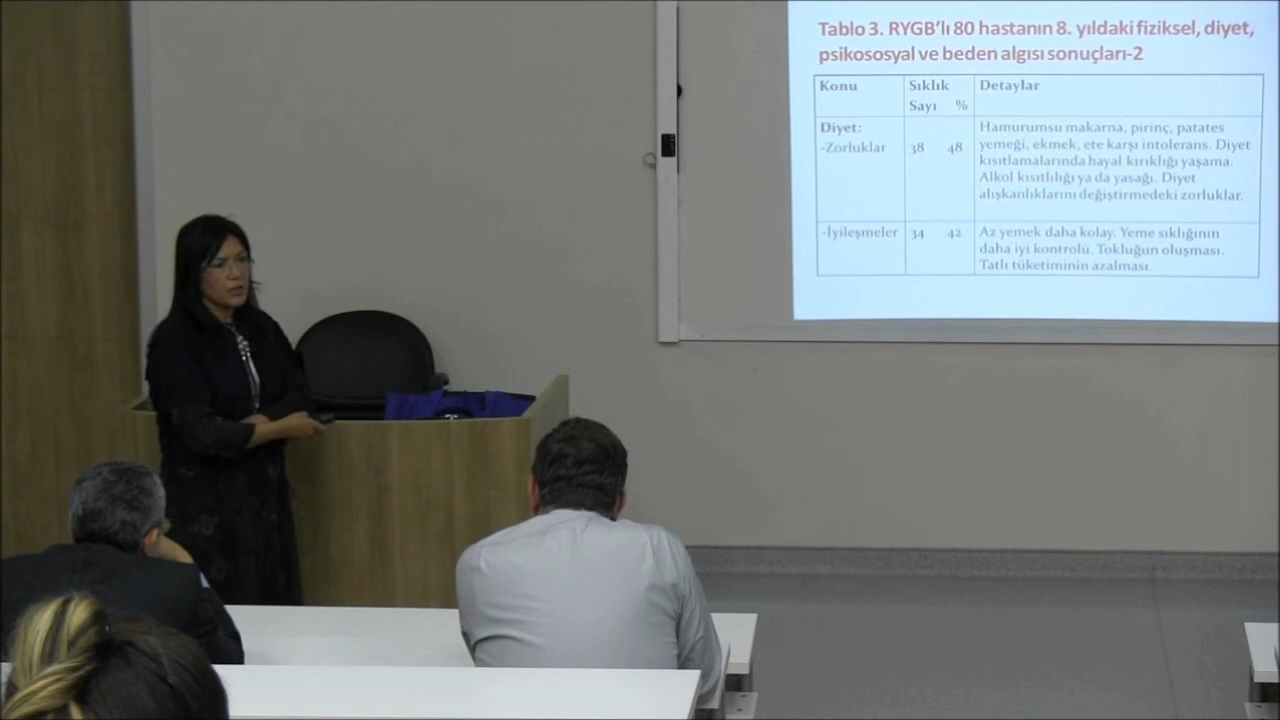 Tablo 3. RYGB'lı 80 hastanın 8. yıldaki fiziksel, diyet,
psikososyal ve beden algısı sonuçları-2
Konu Sıklık Detaylar
Sayı %
Diyet:
-Zorluklar 38 48 Hamurumsu makarna, pirinç, patates
yemeği, ekmek, ete karşı intolerans. Diyet
kısıtlamalarında hayal kırıklığı yaşama.
Alkol kısıtlılığı ya da yasağı. Diyet
alışkanlıklarını değiştirmedeki zorluklar.
-İyileşmeler 34 42 Az yemek daha kolay. Yeme sıklığının
daha iyi kontrolü. Tokluğun oluşması.
Tatlı tüketiminin azalması.